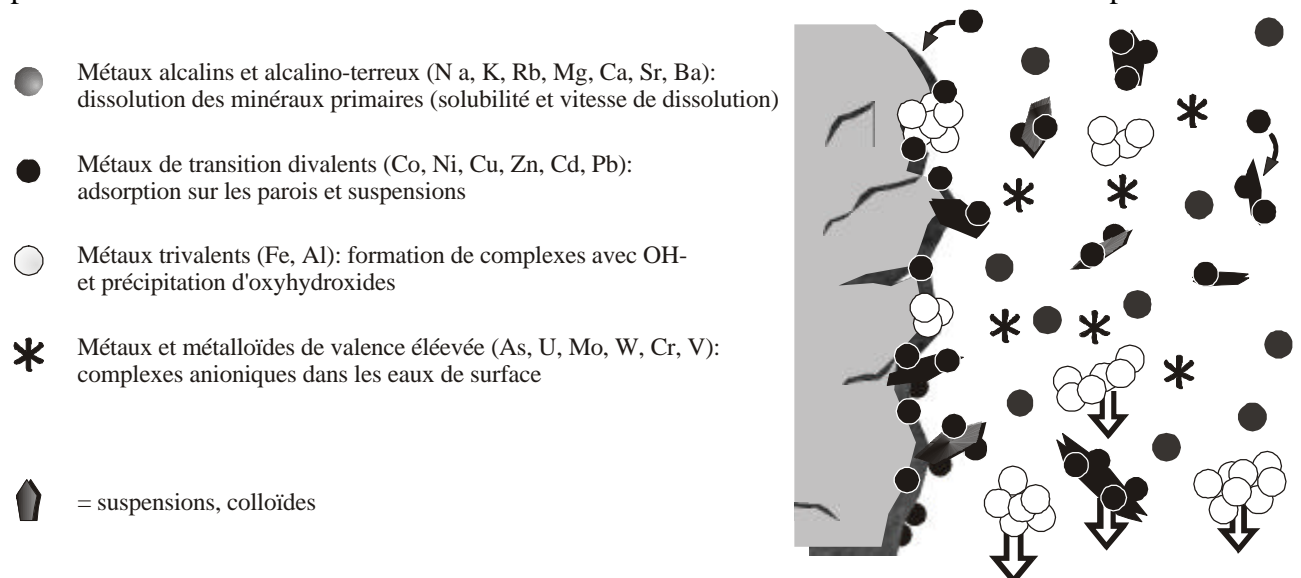 Métaux alcalins et alcalino-terreux (N a, K, Rb, Mg, Ca, Sr, Ba):
dissolution des minéraux primaires (solubilité et vitesse de dissolution)
Métaux de transition divalents (Co, Ni, Cu, Zn, Cd, Pb):
adsorption sur les parois et suspensions
Métaux trivalents (Fe, Al): formation de complexes avec OH-
et précipitation d'oxyhydroxides
Métaux et métalloïdes de valence éléevée (As, U, Mo, W, Cr, V):
complexes anioniques dans les eaux de surface
= suspensions, colloïdes